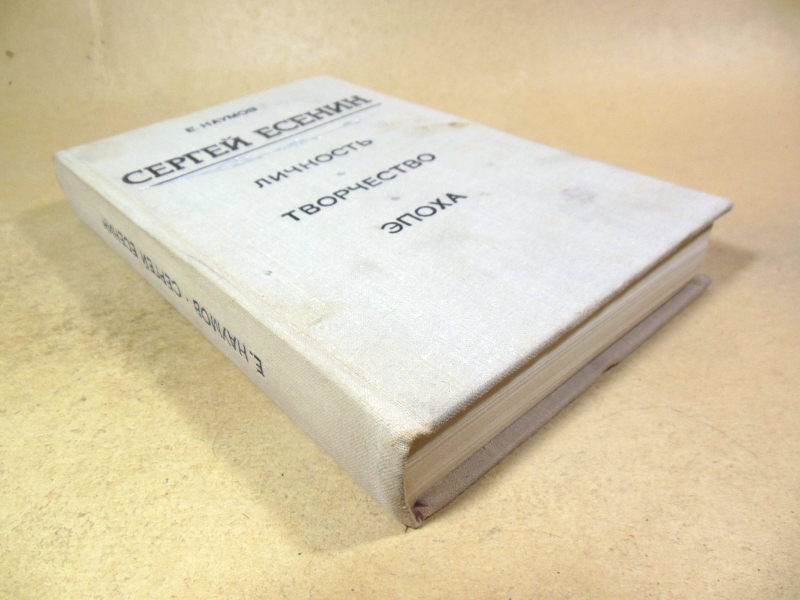 Е. НАУМОВ
СЕРГЕЙ ЕСЕНИН
ЛИЧНОСТЬ
ТВОРЧЕСТВО
ЭПОХА
Е. НАУМОВ · СЕРГЕЙ ЕСЕНИН